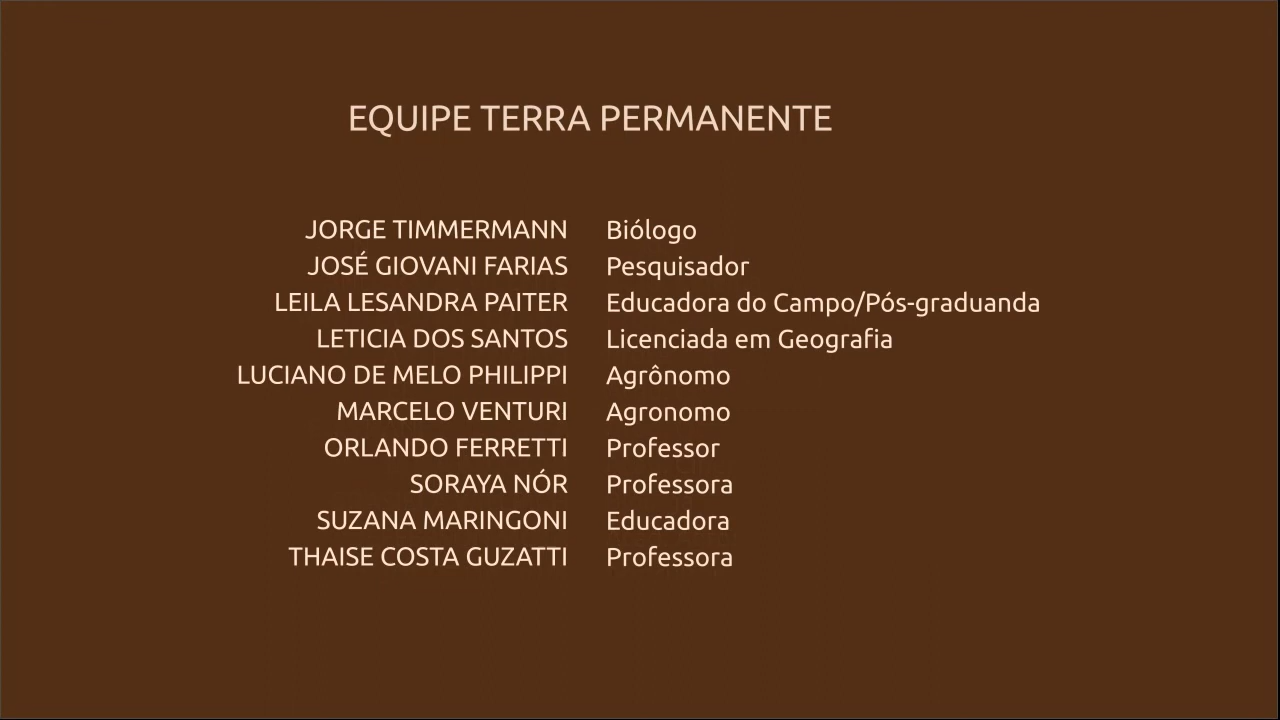 EQUIPE TERRA PERMANENTE
JORGE TIMMERMANN Biólogo
JOSÉ GIOVANI FARIAS Pesquisador
LEILA LESANDRA PAITER Educadora do Campo/Pós-graduanda
LETICIA DOS SANTOS Licenciada em Geografia
LUCIANO DE MELO PHILIPPI Agrônomo
MARCELO VENTURI Agronomo
ORLANDO FERRETTI Professor
SORAYA NÓR Professora
SUZANA MARINGONI Educadora
THAISE COSTA GUZATTI Professora